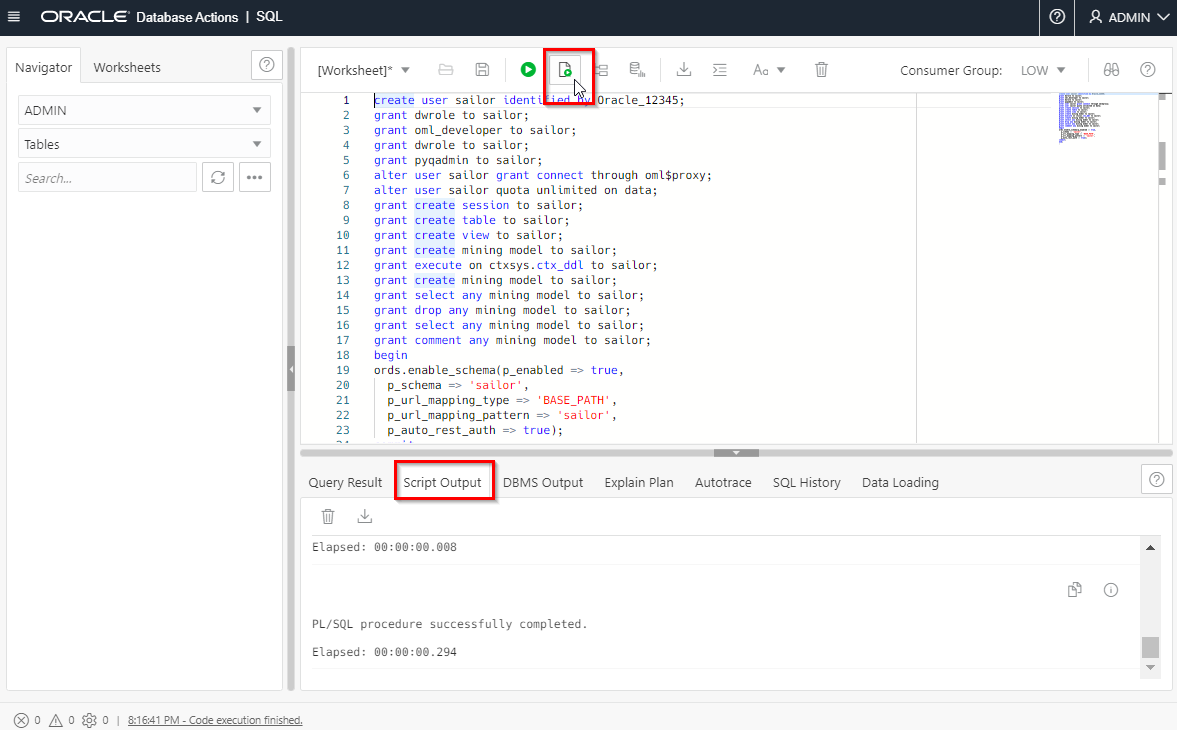 ORACLE Database Actions | SQL
ADMIN
Navigator
Worksheets
ADMIN
Tables
Search...
[Worksheet]*
Aa
Consumer Group: LOW
1 create user sailor identified by Oracle_12345;
2 grant dwrole to sailor;
3 grant oml_developer to sailor;
4 grant dwrole to sailor;
5 grant pyqadmin to sailor;
6 alter user sailor grant connect through oml$proxy;
7 alter user sailor quota unlimited on data;
8 grant create session to sailor;
9 grant create table to sailor;
10 grant create view to sailor;
11 grant create mining model to sailor;
12 grant execute on ctxsys.ctx_ddl to sailor;
13 grant create mining model to sailor;
14 grant select any mining model to sailor;
15 grant drop any mining model to sailor;
16 grant select any mining model to sailor;
17 grant comment any mining model to sailor;
18 begin
19 ords.enable_schema(p_enabled => true,
20 p_schema => 'sailor',
21 p_url_mapping_type => 'BASE_PATH',
22 p_url_mapping_pattern => 'sailor',
23 p_auto_rest_auth => true);
Query Result
Script Output
DBMS Output
Explain Plan
Autotrace
SQL History
Data Loading
Elapsed: 00:00:00.008
PL/SQL procedure successfully completed.
Elapsed: 00:00:00.294
0 0 0 | 8:16:41 PM - Code execution finished.